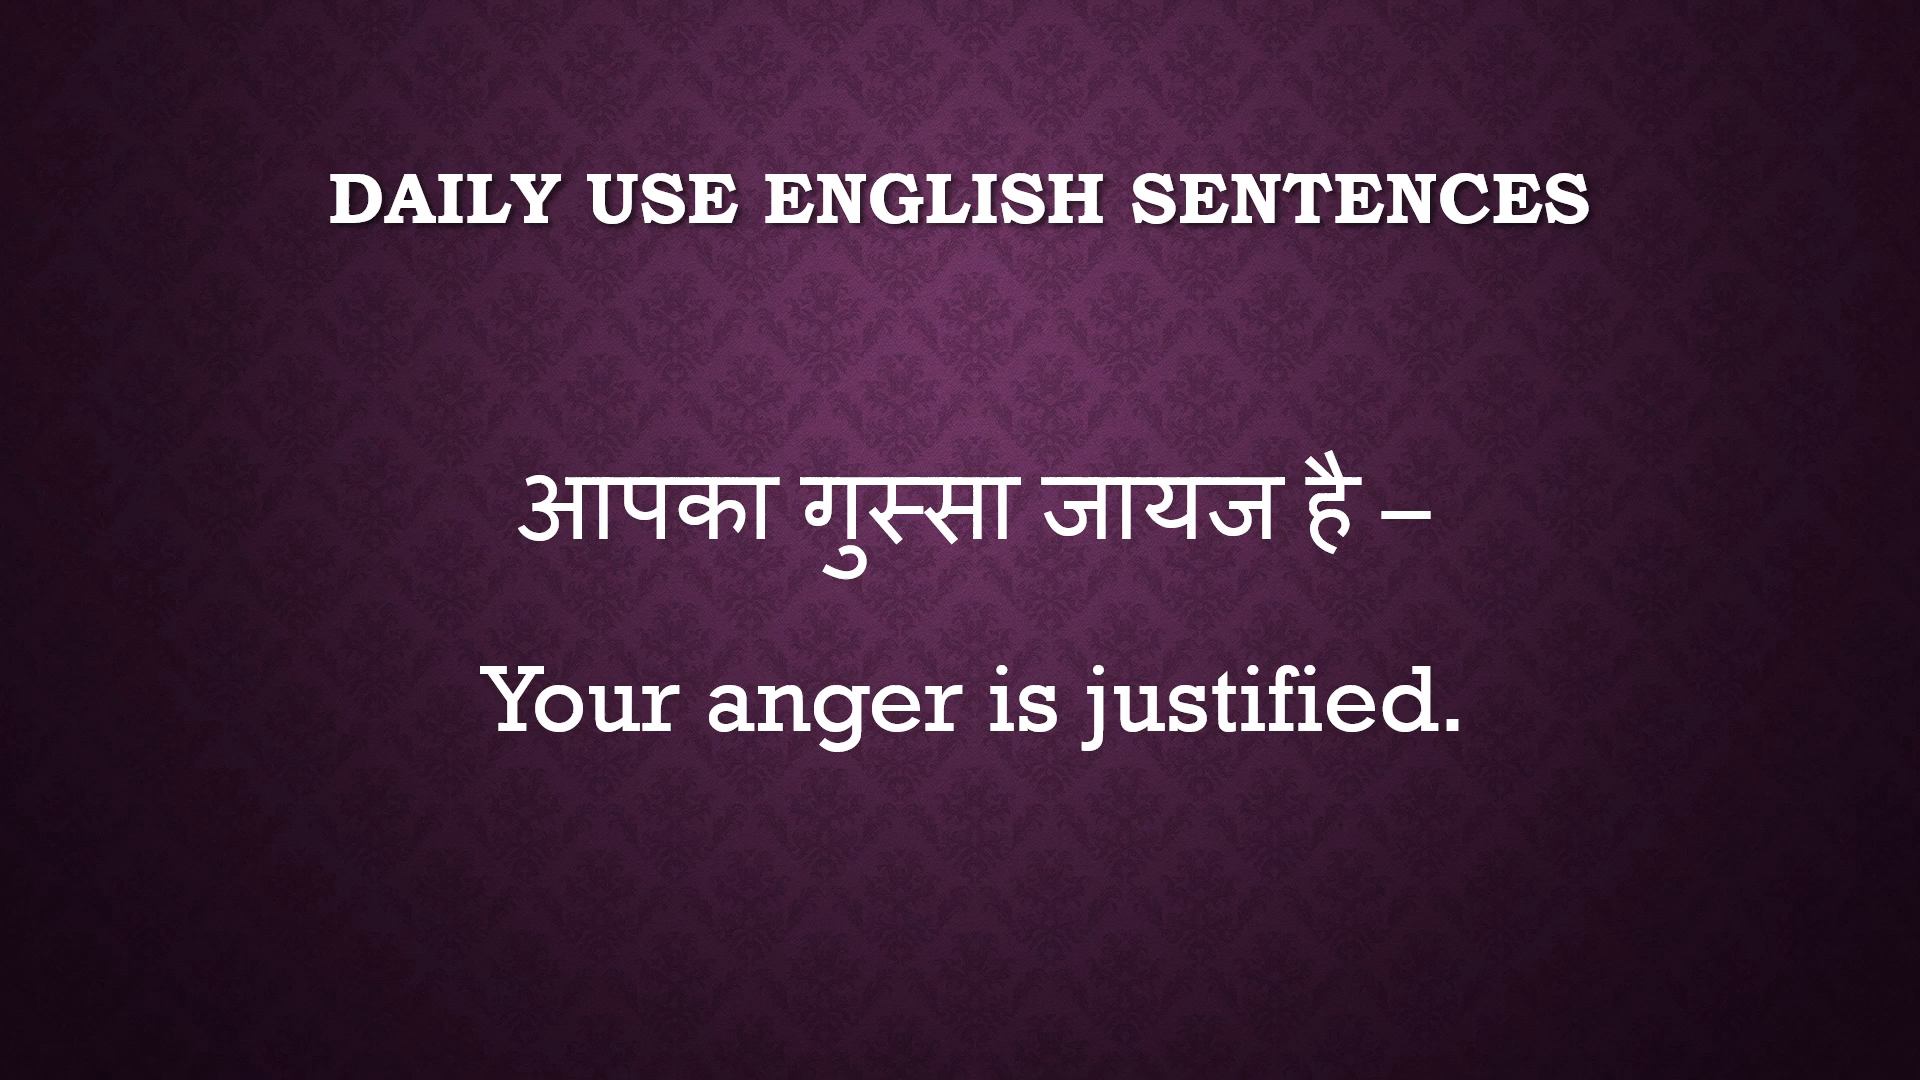 DAILY USE ENGLISH SENTENCES
आपका गुस्सा जायज है –
Your anger is justified.